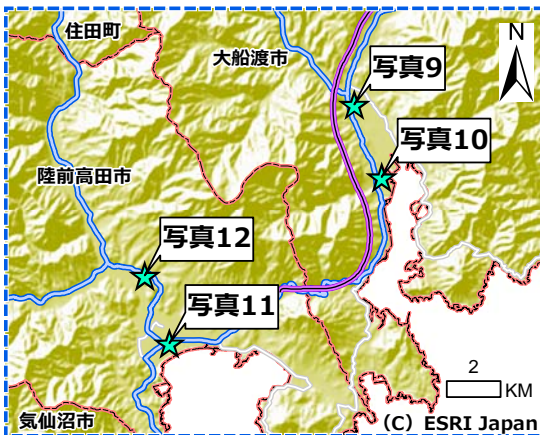 住田町
大船渡市
N
写真9
写真10
陸前高田市
写真12
写真11
2
KM
気仙沼市
(C) ESRI Japan